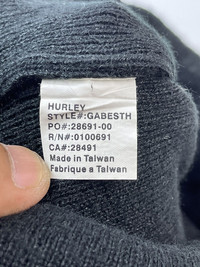 HURLEY
STYLE#:GABESTH
PO#:28691-00
R/N#:0100691
CA#:28491
Made in Taiwan
Fabrique a Taiwan